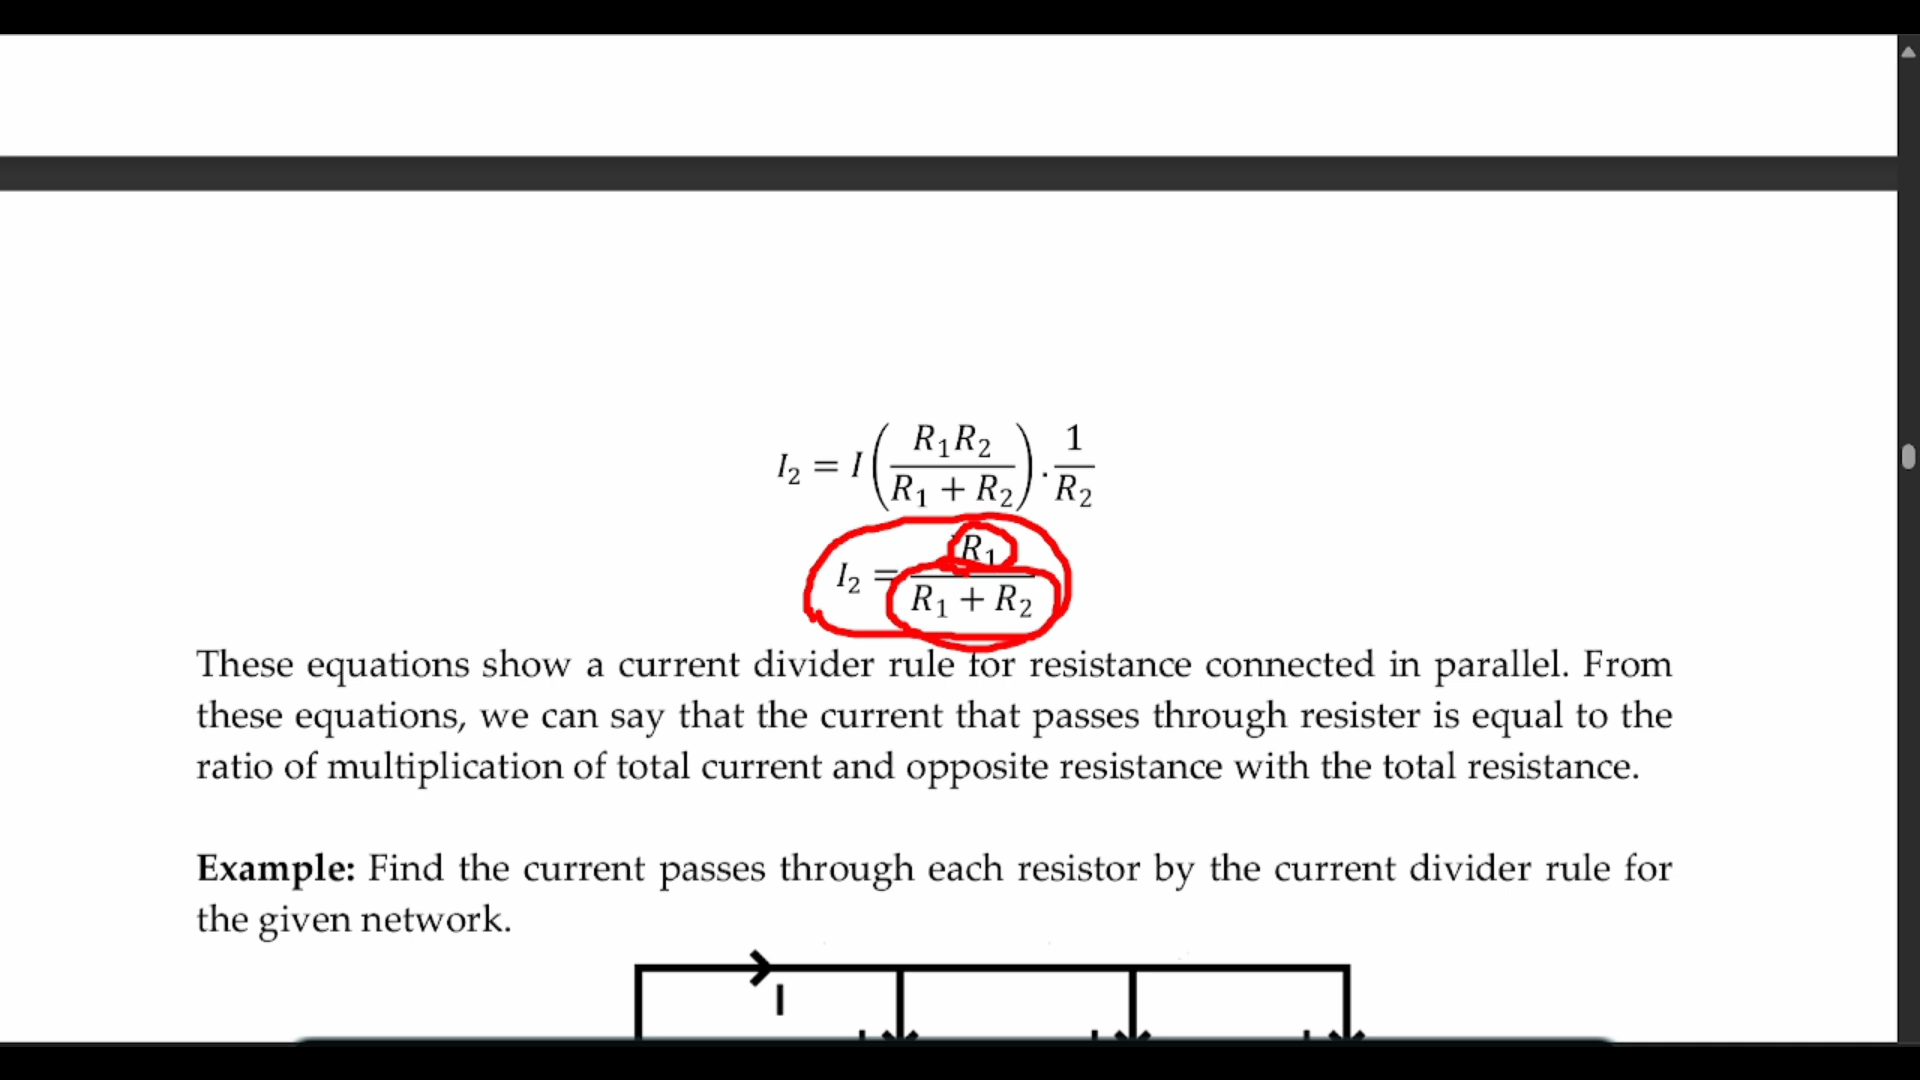 I₂ = I (R₁R₂ / (R₁ + R₂)) . 1/R₂
I₂ = R₁ / (R₁ + R₂)
These equations show a current divider rule for resistance connected in parallel. From
these equations, we can say that the current that passes through resister is equal to the
ratio of multiplication of total current and opposite resistance with the total resistance.
Example: Find the current passes through each resistor by the current divider rule for
the given network.
I